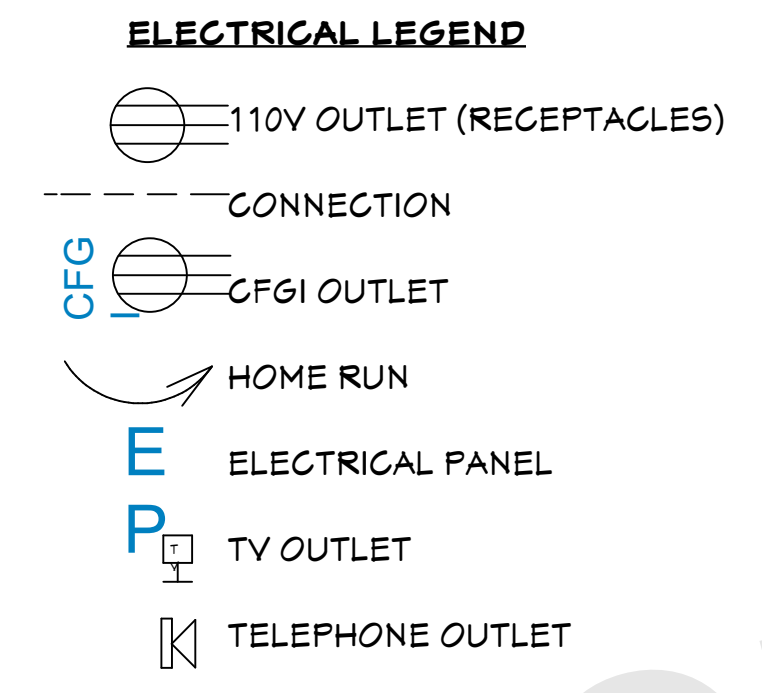 ELECTRICAL LEGEND
110V OUTLET (RECEPTACLES)
CONNECTION
CFG
I
CFGI OUTLET
HOME RUN
E
ELECTRICAL PANEL
P
T
V
TV OUTLET
TELEPHONE OUTLET